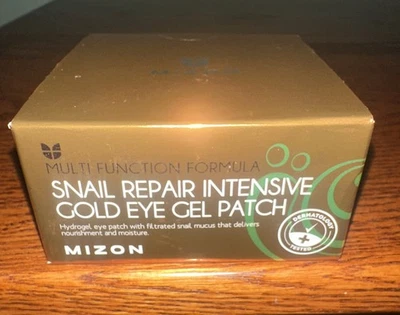 MULTI FUNCTION FORMULA
SNAIL REPAIR INTENSIVE
GOLD EYE GEL PATCH
Hydrogel, eye patch with filtrated snail, mucus that delivers
nourishment and moisture.
MIZON
DERMATOLOGY
TESTED